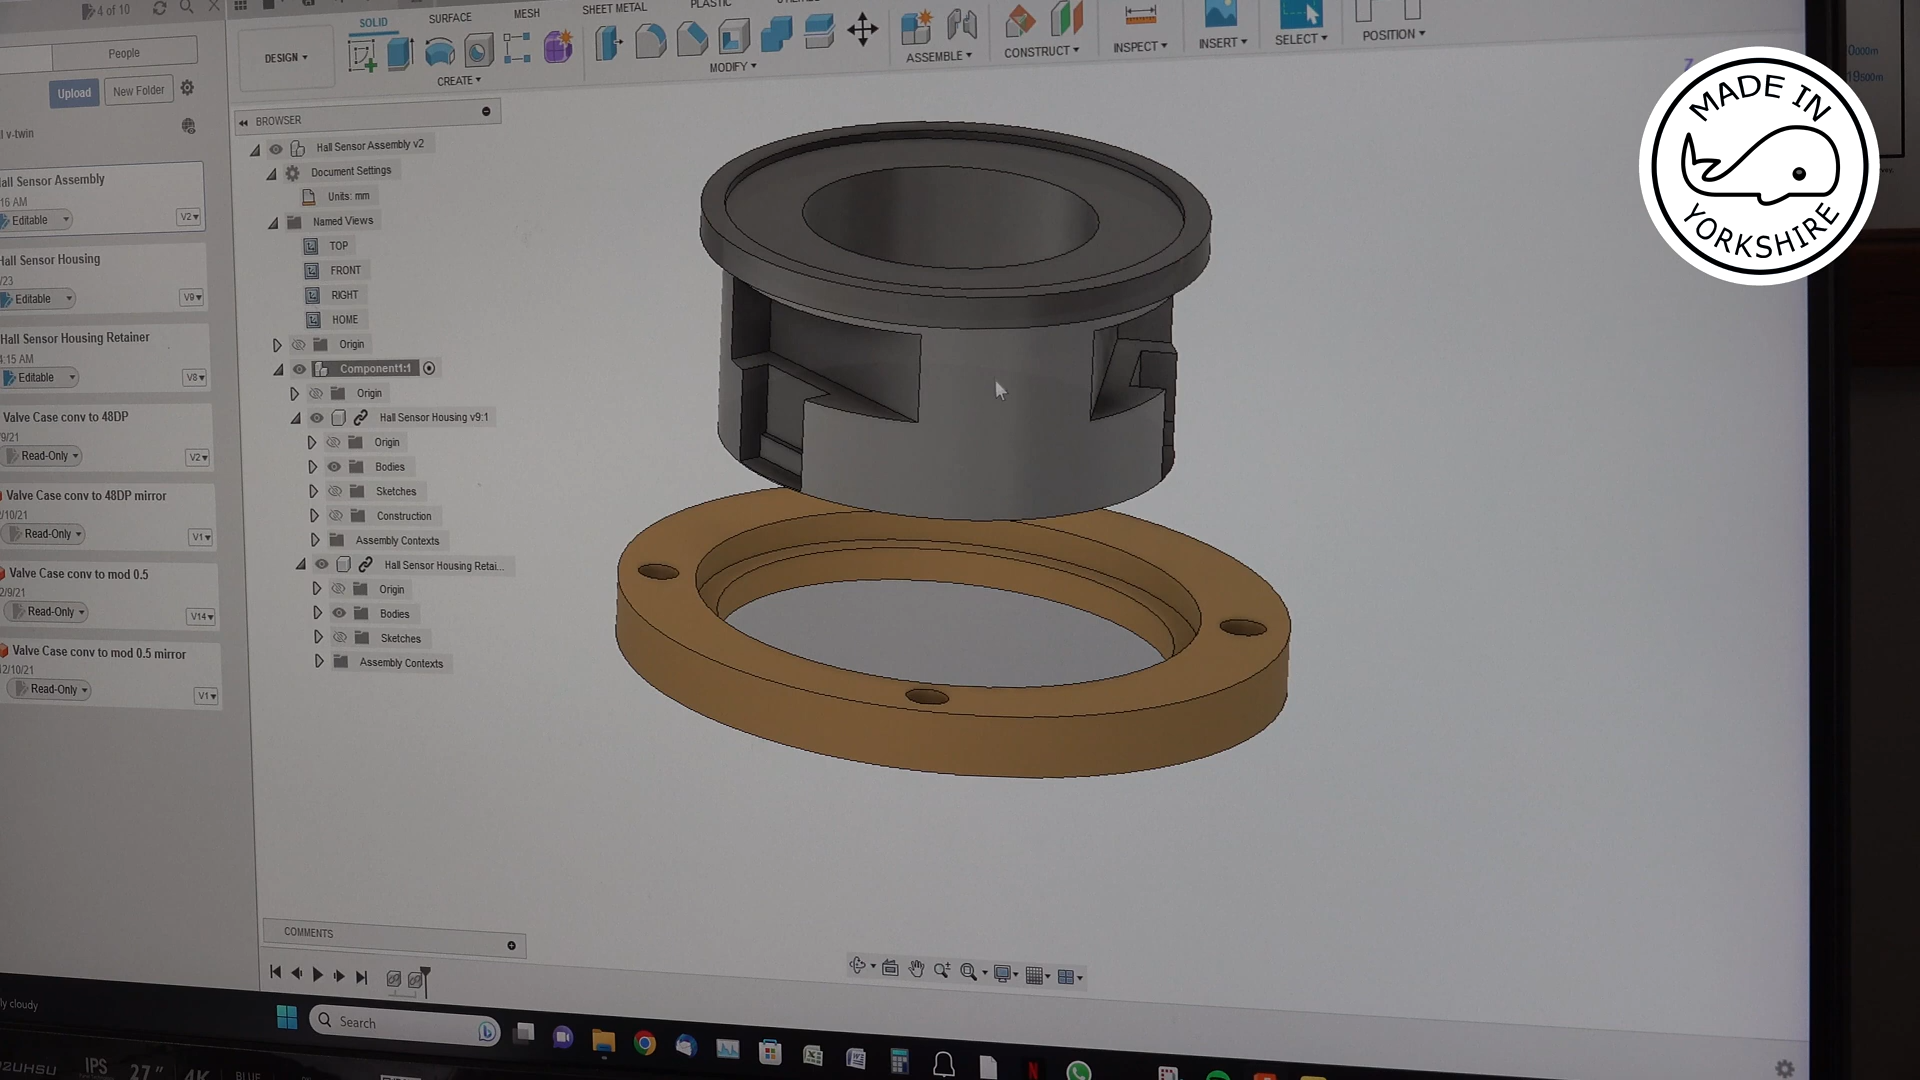 4 of 10
People
Upload
New Folder
v-twin
all Sensor Assembly
16 AM
Editable
V2
Hall Sensor Housing
/23
Editable
V9
Hall Sensor Housing Retainer
4:15 AM
Editable
V8
Valve Case conv to 48DP
/9/21
Read-Only
V2
Valve Case conv to 48DP mirror
/10/21
Read-Only
V1
Valve Case conv to mod 0.5
2/9/21
Read-Only
V14
Valve Case conv to mod 0.5 mirror
12/10/21
Read-Only
V1
DESIGN
SOLID
SURFACE
MESH
SHEET METAL
PLASTIC
CREATE
MODIFY
ASSEMBLE
CONSTRUCT
INSPECT
INSERT
SELECT
POSITION
BROWSER
Hall Sensor Assembly v2
Document Settings
Units: mm
Named Views
TOP
FRONT
RIGHT
HOME
Origin
Component1:1
Origin
Hall Sensor Housing v9:1
Origin
Bodies
Sketches
Construction
Assembly Contexts
Hall Sensor Housing Retai...
Origin
Bodies
Sketches
Assembly Contexts
COMMENTS
Z
MADE IN
YORKSHIRE
ly cloudy
Search
2UHSU
IPS
27"
4K
BLUE